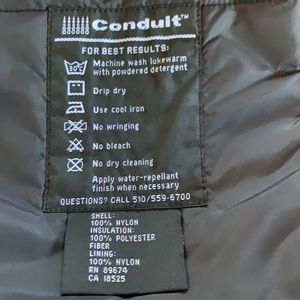 Conduit™
FOR BEST RESULTS:
Machine wash lukewarm
with powdered detergent
Drip dry
Use cool iron
No wringing
No bleach
No dry cleaning
Apply water-repellant
finish when necessary
QUESTIONS? CALL 510/559-6700
SHELL:
100% NYLON
INSULATION:
100% POLYESTER
FIBER
LINING:
100% NYLON
RN 89674
CA 18525